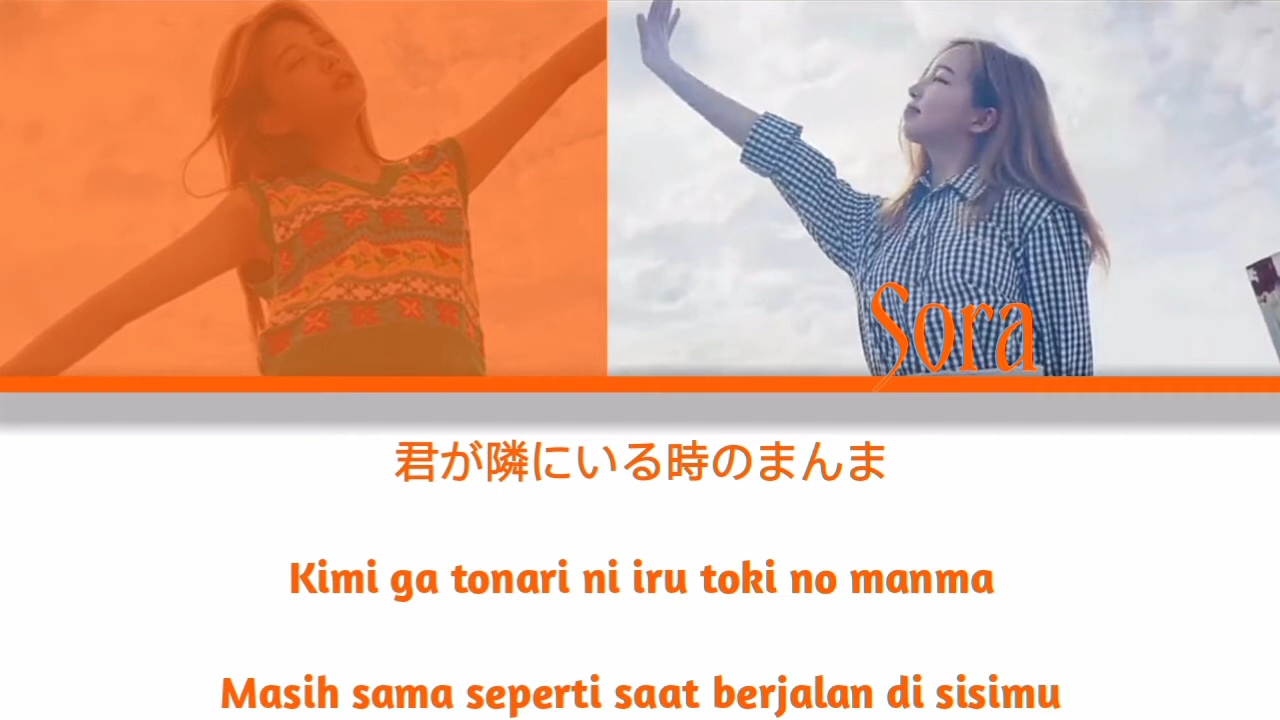 Sora
君が隣にいる時のまんま
Kimi ga tonari ni iru toki no manma
Masih sama seperti saat berjalan di sisimu